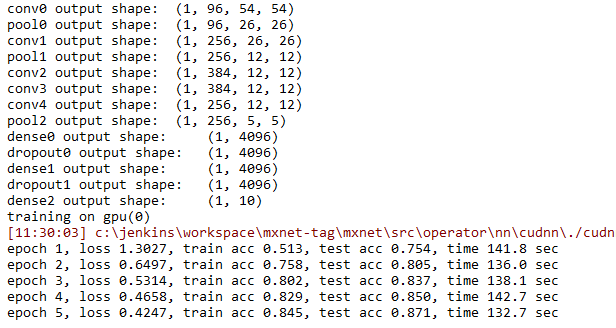 conv0 output shape:  (1, 96, 54, 54)
pool0 output shape:  (1, 96, 26, 26)
conv1 output shape:  (1, 256, 26, 26)
pool1 output shape:  (1, 256, 12, 12)
conv2 output shape:  (1, 384, 12, 12)
conv3 output shape:  (1, 384, 12, 12)
conv4 output shape:  (1, 256, 12, 12)
pool2 output shape:  (1, 256, 5, 5)
dense0 output shape:     (1, 4096)
dropout0 output shape:   (1, 4096)
dense1 output shape:     (1, 4096)
dropout1 output shape:   (1, 4096)
dense2 output shape:     (1, 10)
training on gpu(0)
[11:30:03] c:\jenkins\workspace\mxnet-tag\mxnet\src\operator\nn\cudnn\./cudn
epoch 1, loss 1.3027, train acc 0.513, test acc 0.754, time 141.8 sec
epoch 2, loss 0.6497, train acc 0.758, test acc 0.805, time 136.0 sec
epoch 3, loss 0.5314, train acc 0.802, test acc 0.837, time 138.1 sec
epoch 4, loss 0.4658, train acc 0.829, test acc 0.850, time 142.7 sec
epoch 5, loss 0.4247, train acc 0.845, test acc 0.871, time 132.7 sec